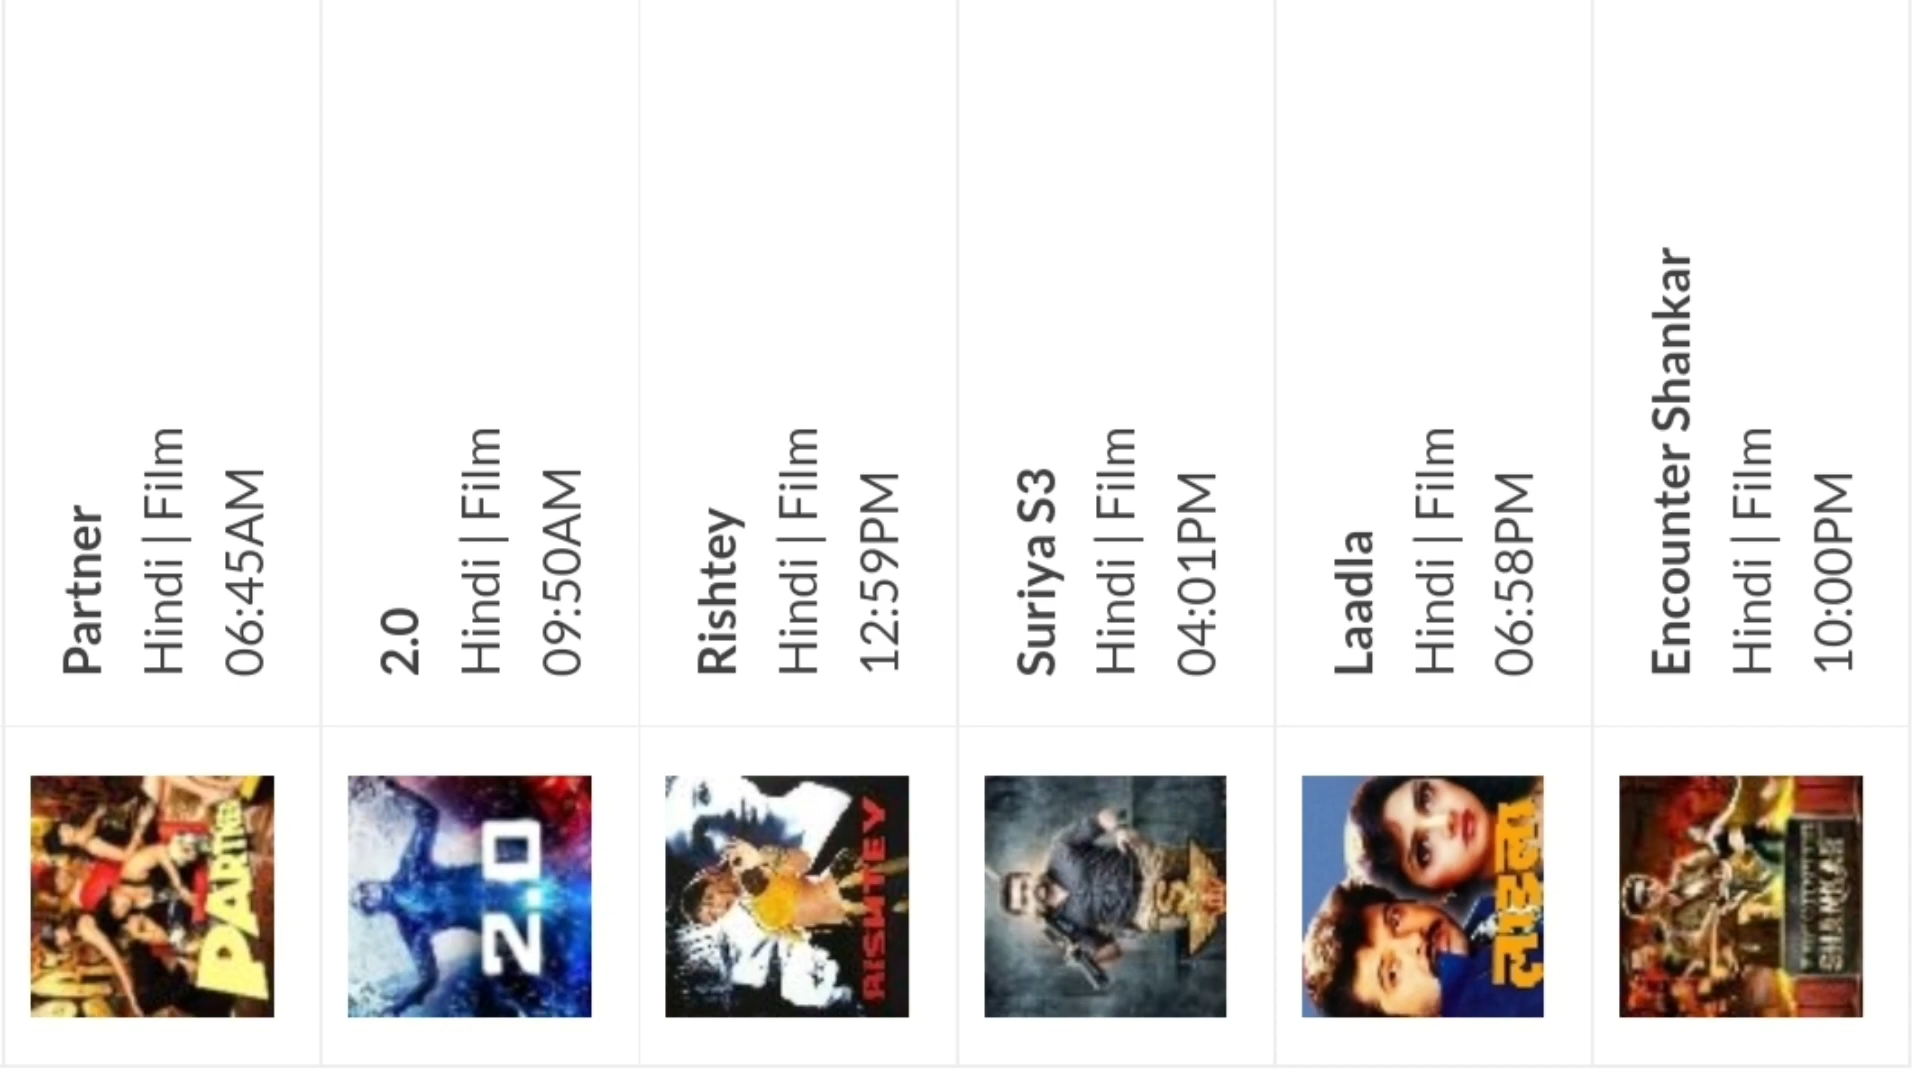 Partner
Hindi | Film
06:45AM
PARTNER
2.0
Hindi | Film
09:50AM
2.0
Rishtey
Hindi | Film
12:59PM
RISHTEY
Suriya S3
Hindi | Film
04:01PM
Laadla
Hindi | Film
06:58PM
लाडला
Encounter Shankar
Hindi | Film
10:00PM
ENCOUNTER
SHANKAR